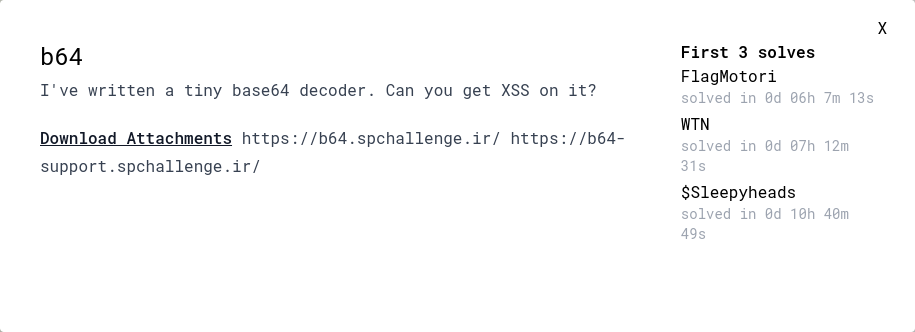 X
b64
I've written a tiny base64 decoder. Can you get XSS on it?
Download Attachments https://b64.spchallenge.ir/ https://b64-
support.spchallenge.ir/
First 3 solves
FlagMotori
solved in 0d 06h 7m 13s
WTN
solved in 0d 07h 12m
31s
$Sleepyheads
solved in 0d 10h 40m
49s